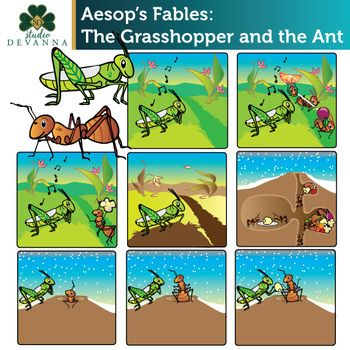 studio
DEVANNA
Aesop's Fables:
The Grasshopper and the Ant